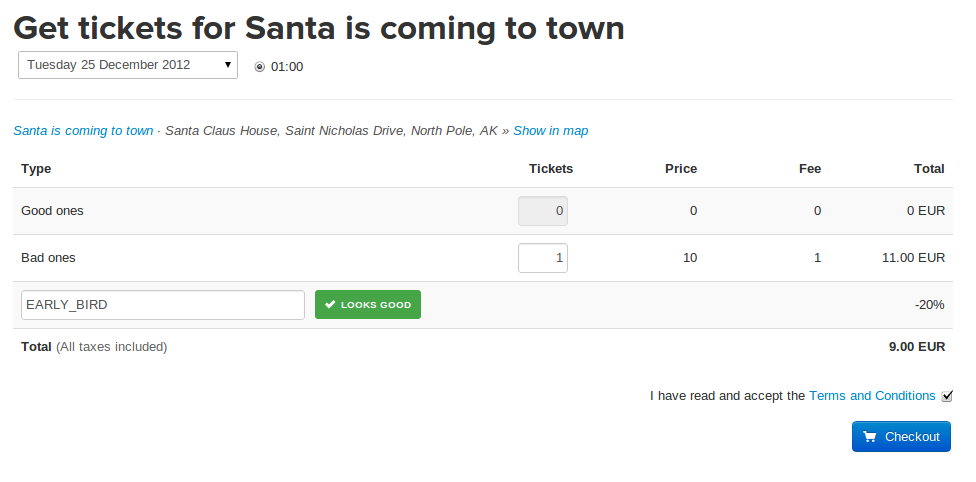 Get tickets for Santa is coming to town
Tuesday 25 December 2012 01:00
Santa is coming to town · Santa Claus House, Saint Nicholas Drive, North Pole, AK » Show in map
Type Tickets Price Fee Total
Good ones 0 0 0 0 EUR
Bad ones 1 10 1 11.00 EUR
EARLY_BIRD LOOKS GOOD -20%
Total (All taxes included) 9.00 EUR
I have read and accept the Terms and Conditions
Checkout